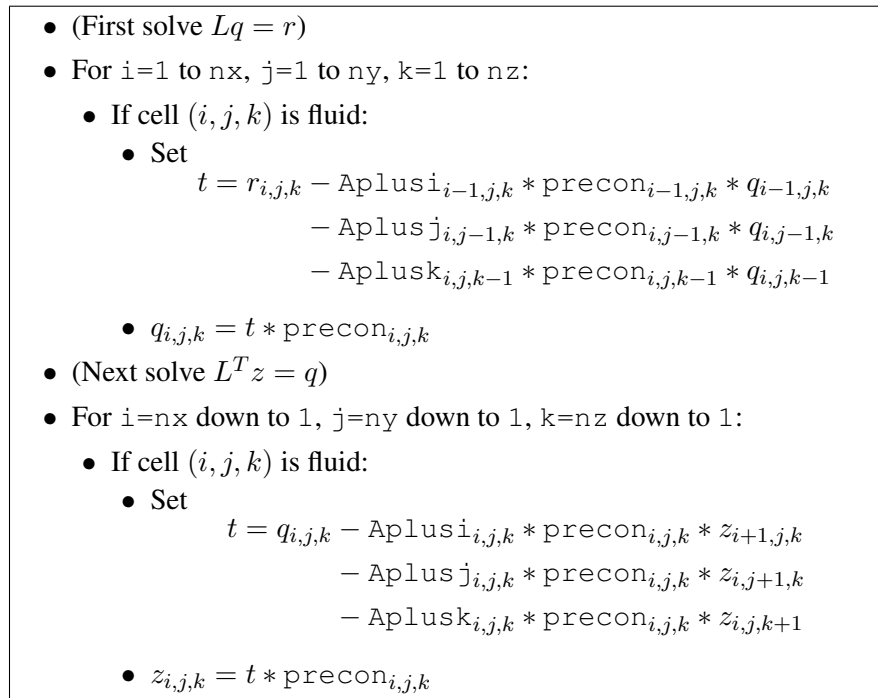 • (First solve Lq = r)
• For i=1 to nx, j=1 to ny, k=1 to nz:
• If cell (i, j, k) is fluid:
• Set
t = r_{i,j,k} − Aplusi_{i−1,j,k} ∗ precon_{i−1,j,k} ∗ q_{i−1,j,k}
− Aplusj_{i,j−1,k} ∗ precon_{i,j−1,k} ∗ q_{i,j−1,k}
− Aplusk_{i,j,k−1} ∗ precon_{i,j,k−1} ∗ q_{i,j,k−1}
• q_{i,j,k} = t ∗ precon_{i,j,k}
• (Next solve L^T z = q)
• For i=nx down to 1, j=ny down to 1, k=nz down to 1:
• If cell (i, j, k) is fluid:
• Set
t = q_{i,j,k} − Aplusi_{i,j,k} ∗ precon_{i,j,k} ∗ z_{i+1,j,k}
− Aplusj_{i,j,k} ∗ precon_{i,j,k} ∗ z_{i,j+1,k}
− Aplusk_{i,j,k} ∗ precon_{i,j,k} ∗ z_{i,j,k+1}
• z_{i,j,k} = t ∗ precon_{i,j,k}